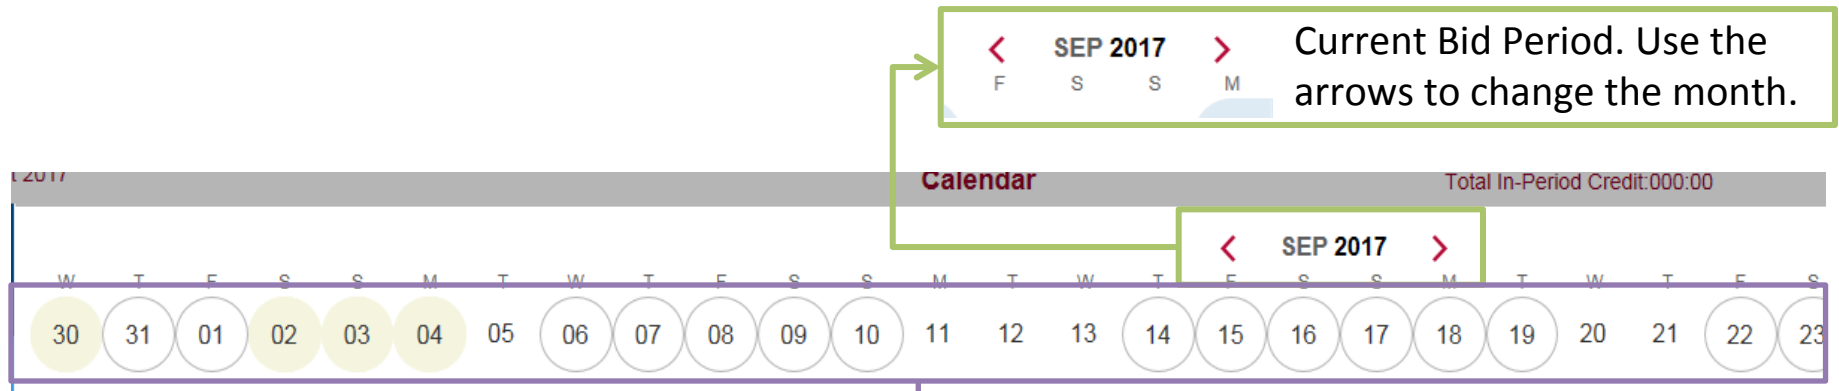 SEP 2017
F S S M
Current Bid Period. Use the
arrows to change the month.
t 2017 Calendar Total In-Period Credit:000:00
SEP 2017
W T F S S M T W T F S S M T W T F S S M T W T F S
30 31 01 02 03 04 05 06 07 08 09 10 11 12 13 14 15 16 17 18 19 20 21 22 23